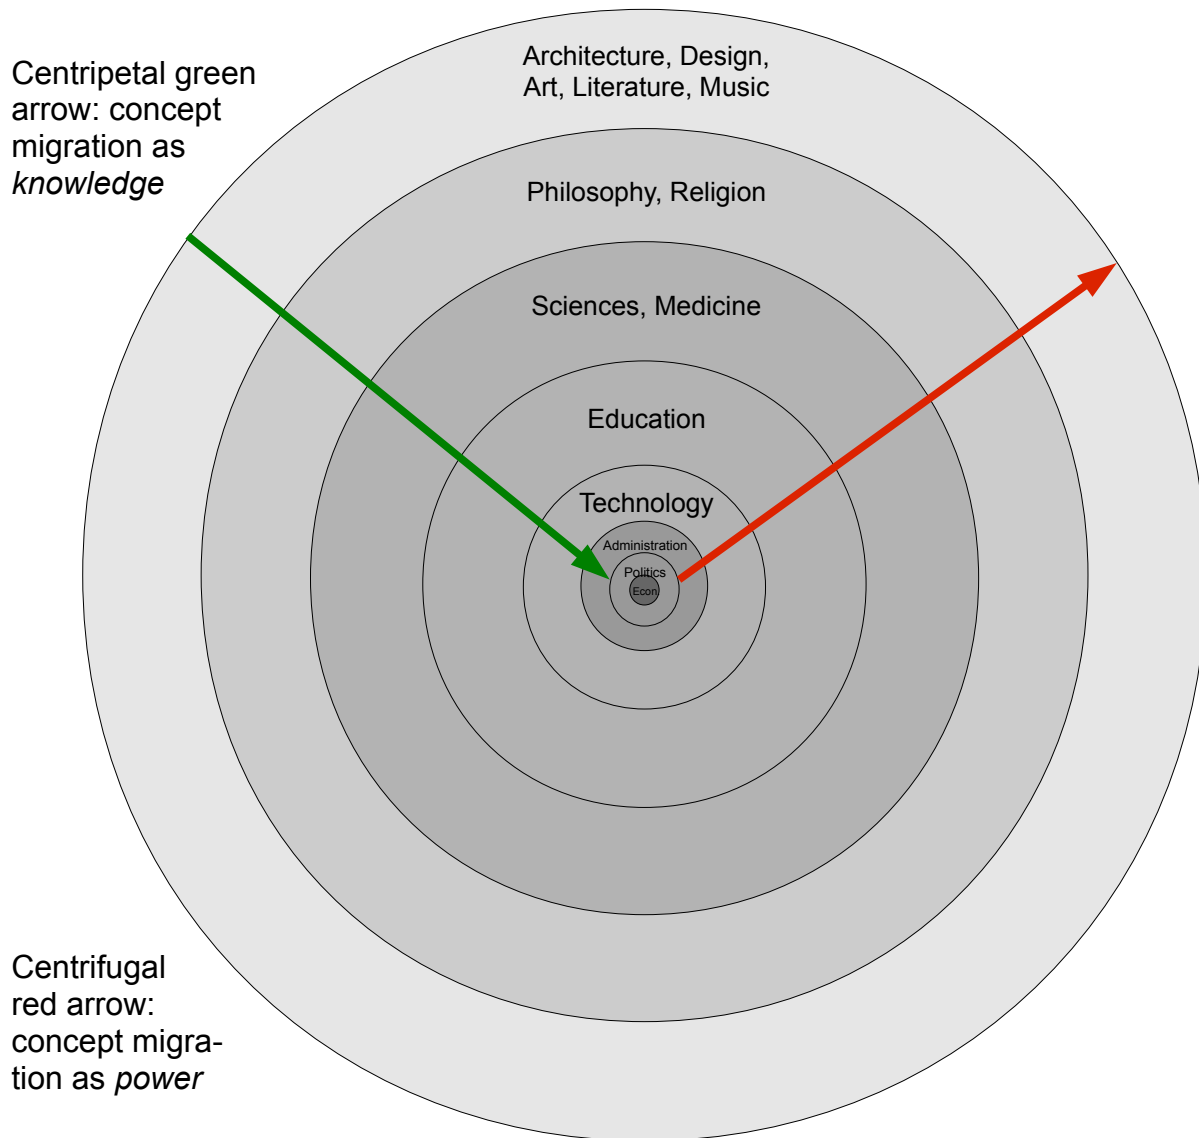 Architecture, Design,
Art, Literature, Music
Centripetal green
arrow: concept
migration as
knowledge
Philosophy, Religion
Sciences, Medicine
Education
Technology
Administration
Politics
Econ
Centrifugal
red arrow:
concept migra-
tion as power